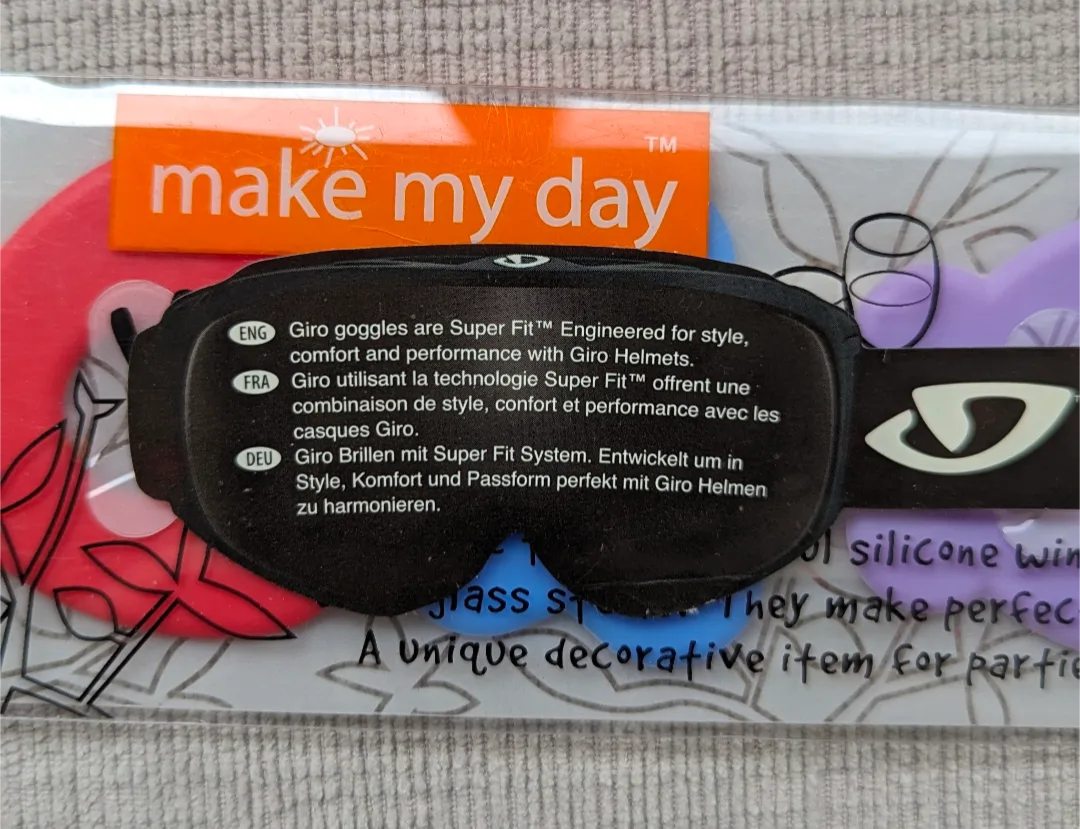 make my day™
ENG Giro goggles are Super Fit™ Engineered for style,
comfort and performance with Giro Helmets.
FRA Giro utilisant la technologie Super Fit™ offrent une
combinaison de style, confort et performance avec les
casques Giro.
DEU Giro Brillen mit Super Fit System. Entwickelt um in
Style, Komfort und Passform perfekt mit Giro Helmen
zu harmonieren.
silicone
glass They make
A unique decorative item for